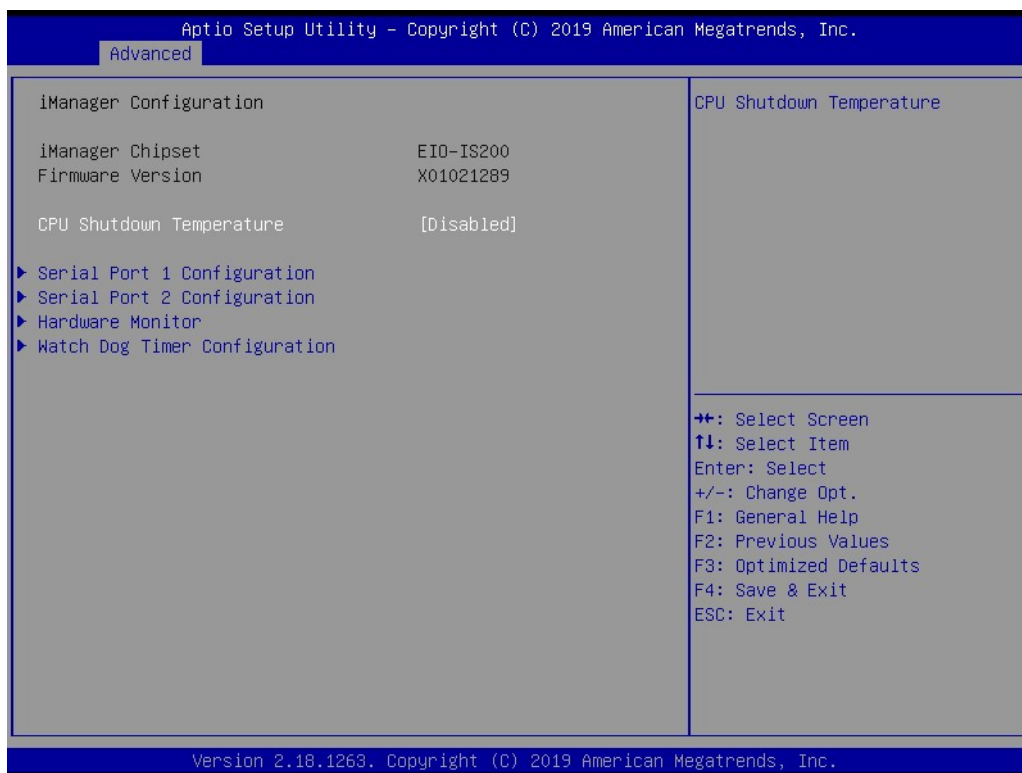 Aptio Setup Utility – Copyright (C) 2019 American Megatrends, Inc.
Advanced
iManager Configuration
iManager Chipset EIO-IS200
Firmware Version X01021289
CPU Shutdown Temperature [Disabled]
Serial Port 1 Configuration
Serial Port 2 Configuration
Hardware Monitor
Watch Dog Timer Configuration
CPU Shutdown Temperature
→←: Select Screen
↑↓: Select Item
Enter: Select
+/-: Change Opt.
F1: General Help
F2: Previous Values
F3: Optimized Defaults
F4: Save & Exit
ESC: Exit
Version 2.18.1263. Copyright (C) 2019 American Megatrends, Inc.